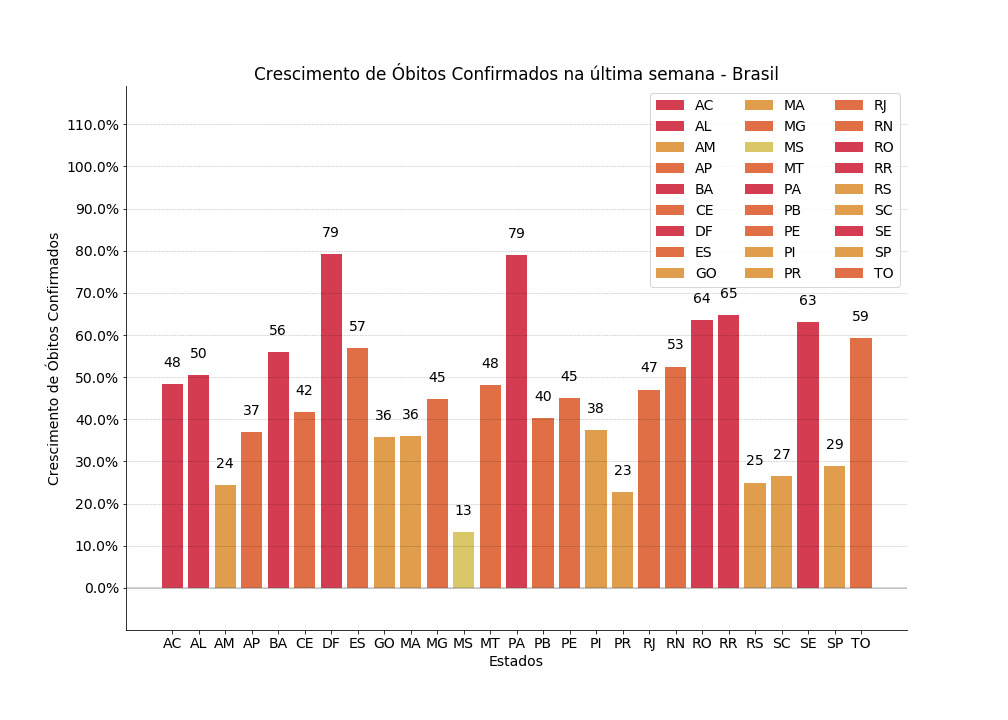 Crescimento de Óbitos Confirmados na última semana - Brasil
AC MA RJ
AL MG RN
AM MS RO
AP MT RR
BA PA RS
CE PB SC
DF PE SE
ES PI SP
GO PR TO
Crescimento de Óbitos Confirmados
110.0%
100.0%
90.0%
80.0%
70.0%
60.0%
50.0%
40.0%
30.0%
20.0%
10.0%
0.0%
48 50 24 37 56 42 79 57 36 36 45 13 48 79 40 45 38 23 47 53 64 65 25 27 63 29 59
AC AL AM AP BA CE DF ES GO MA MG MS MT PA PB PE PI PR RJ RN RO RR RS SC SE SP TO
Estados